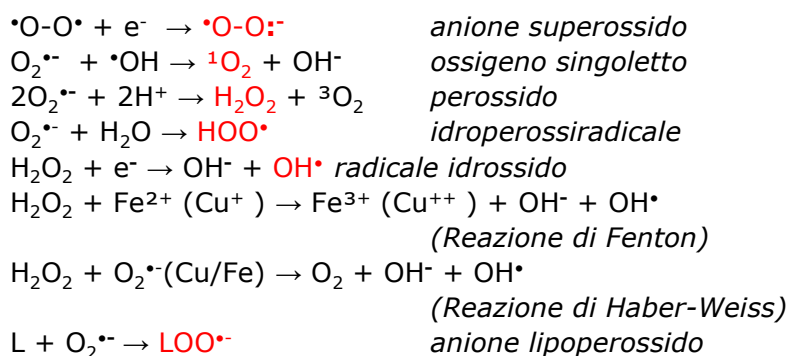 •O-O• + e⁻ → •O-O:⁻ anione superossido
O₂•⁻ + •OH → ¹O₂ + OH⁻ ossigeno singoletto
2O₂•⁻ + 2H⁺ → H₂O₂ + ³O₂ perossido
O₂•⁻ + H₂O → HOO• idroperossiradicale
H₂O₂ + e⁻ → OH⁻ + OH• radicale idrossido
H₂O₂ + Fe²⁺ (Cu⁺ ) → Fe³⁺ (Cu⁺⁺ ) + OH⁻ + OH•
(Reazione di Fenton)
H₂O₂ + O₂•⁻(Cu/Fe) → O₂ + OH⁻ + OH•
(Reazione di Haber-Weiss)
L + O₂•⁻ → LOO•⁻ anione lipoperossido